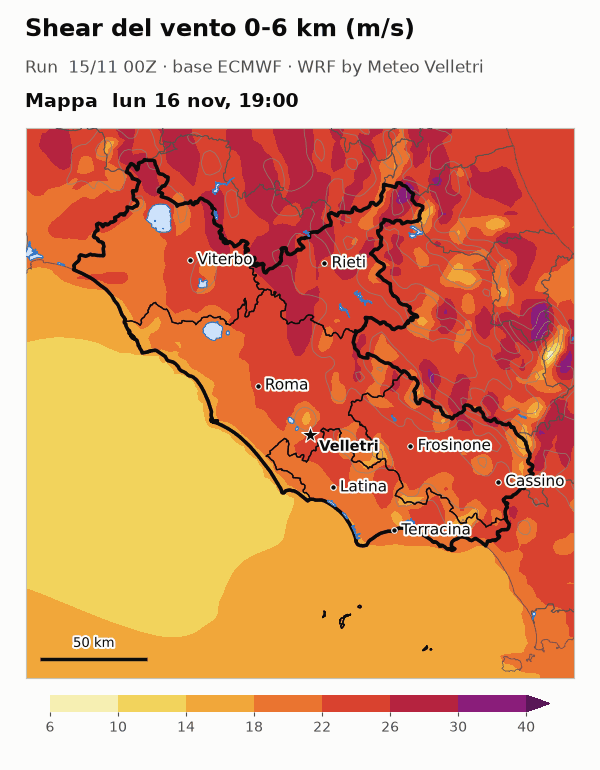 Shear del vento 0-6 km (m/s)
Run  15/11 00Z · base ECMWF · WRF by Meteo Velletri
Mappa  lun 16 nov, 19:00
Viterbo
Rieti
Roma
Velletri
Frosinone
Cassino
Latina
Terracina
50 km
6 10 14 18 22 26 30 40